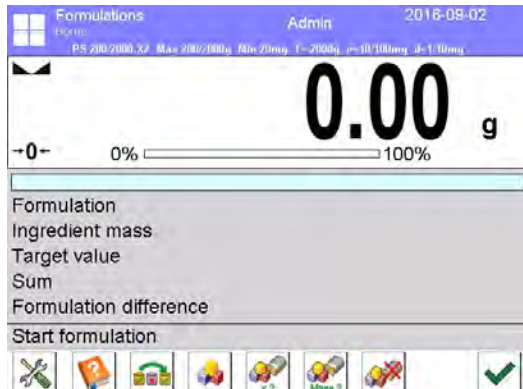 Formulations
Admin
2016-09-02
Home
PS 200/2000.X2 Max 200/2000g Min 20mg T=-2000g e=10/100mg d=1/10mg
0.00 g
→0← 0% 100%
Formulation
Ingredient mass
Target value
Sum
Formulation difference
Start formulation
x ?
Mass ?